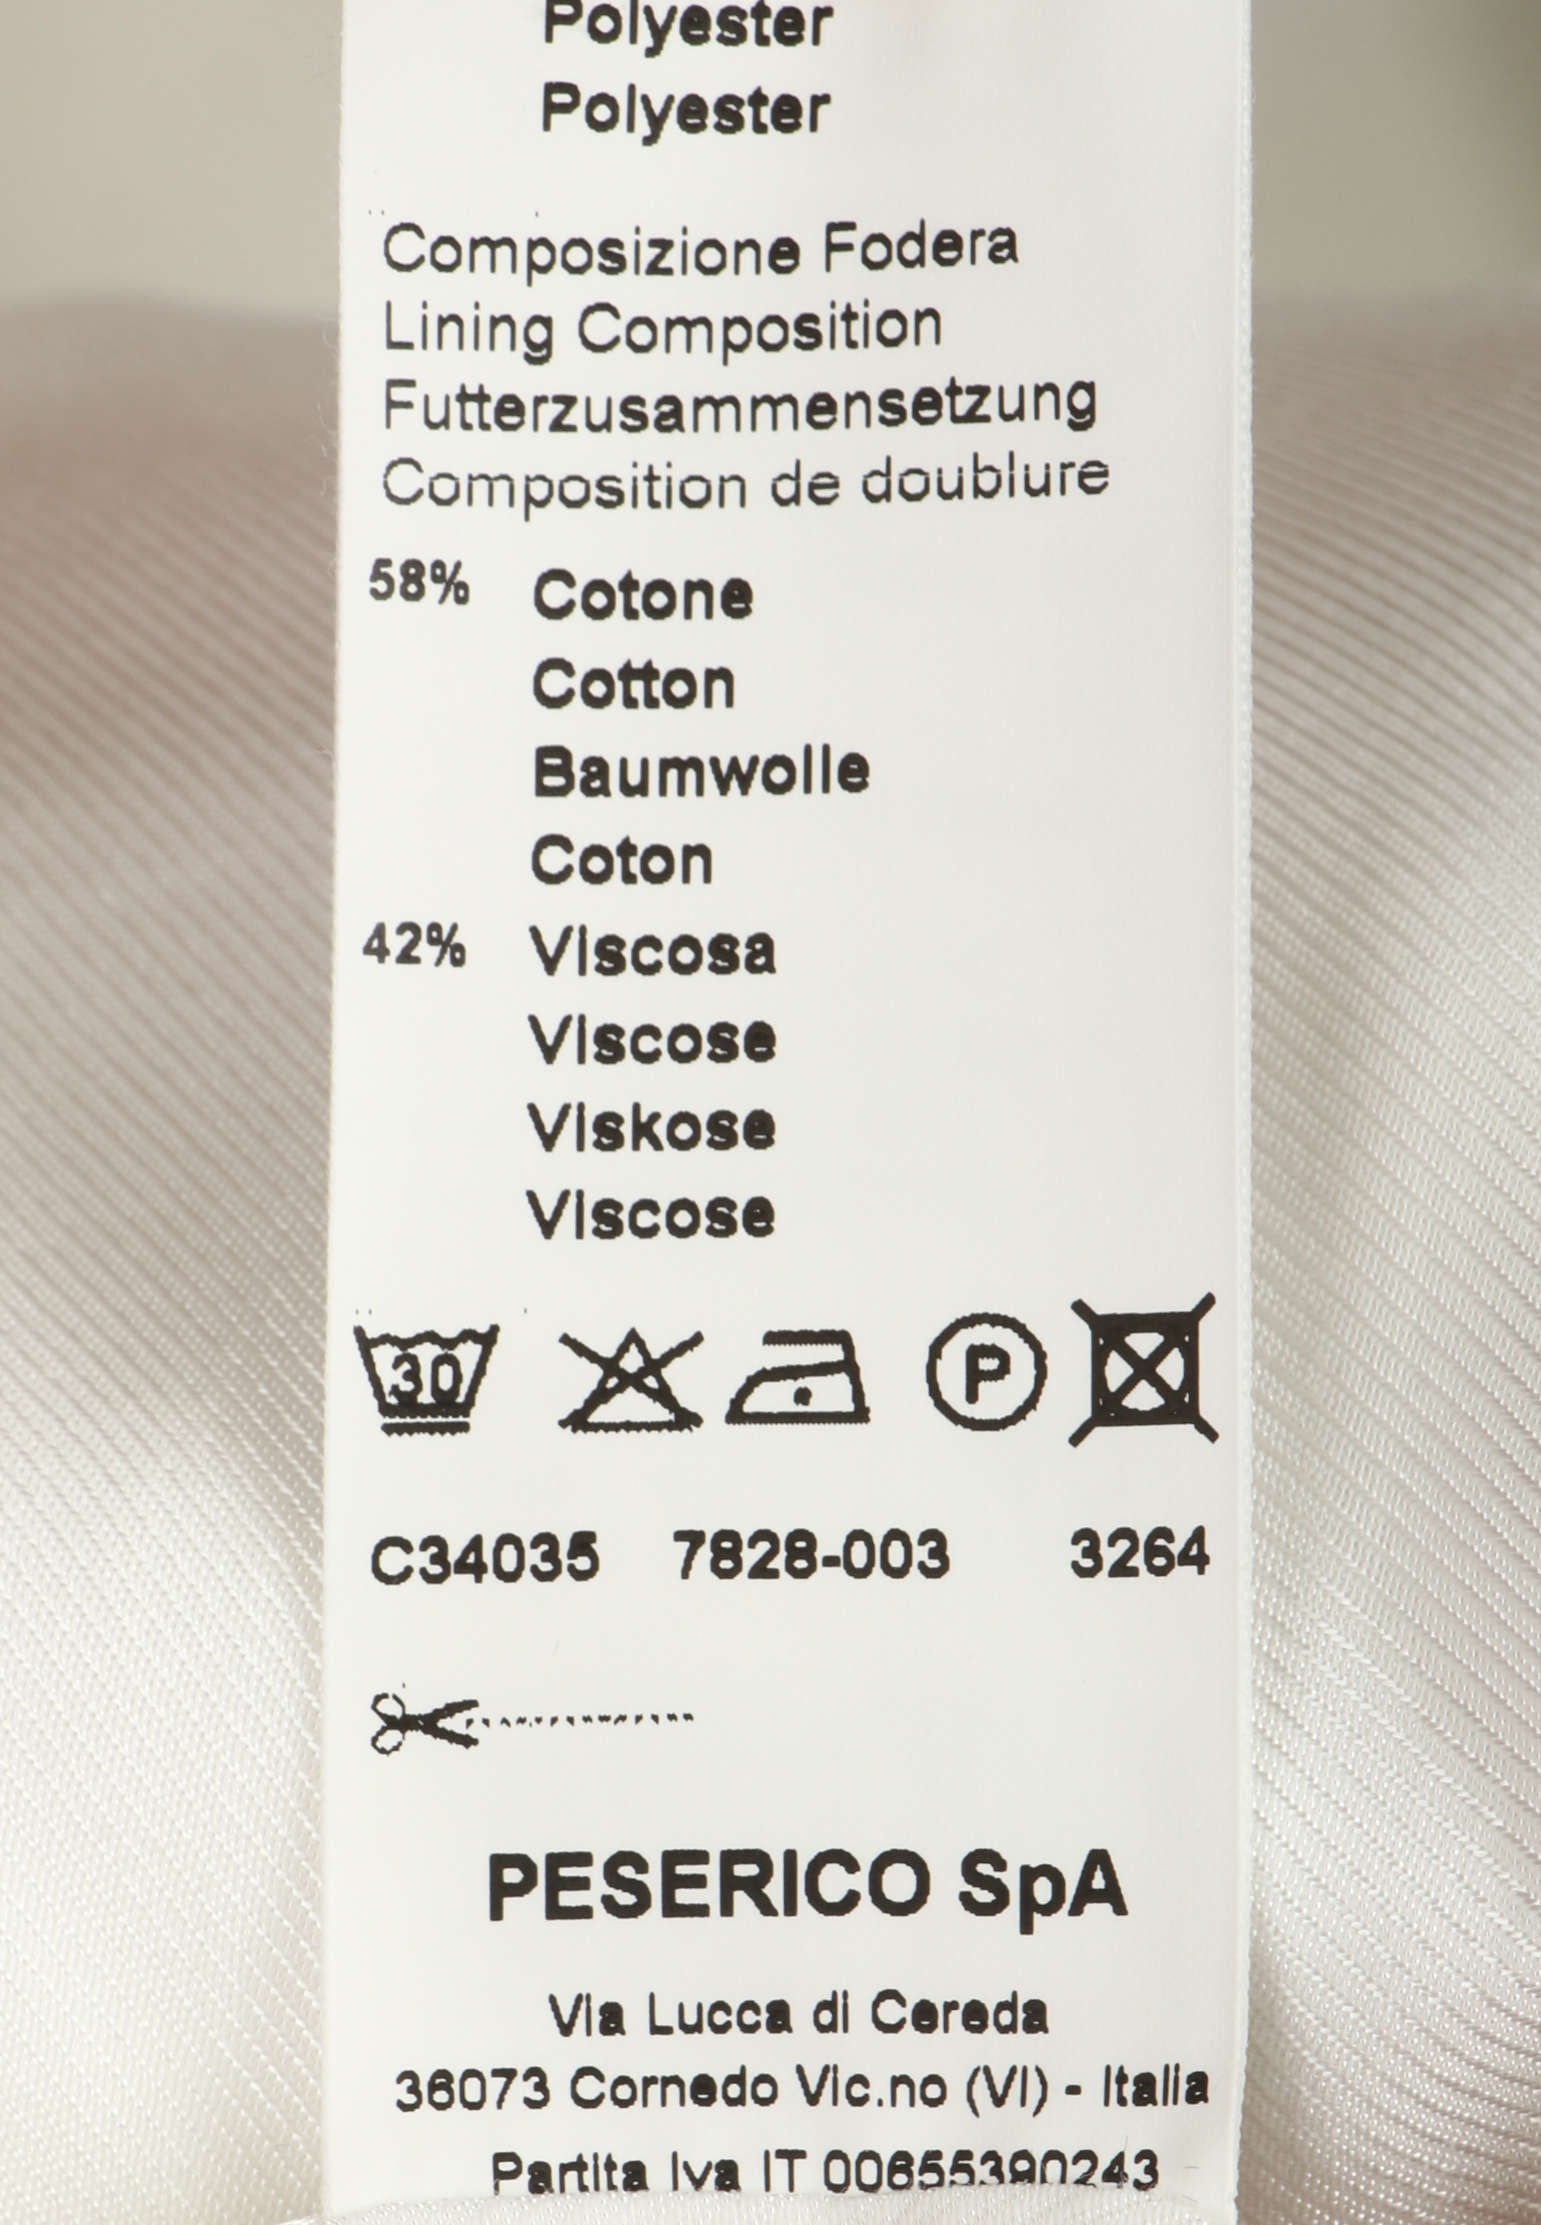 Polyester
Polyester
Composizione Fodera
Lining Composition
Futterzusammensetzung
Composition de doublure
58% Cotone
Cotton
Baumwolle
Coton
42% Viscosa
Viscose
Viskose
Viscose
30 P
C34035 7828-003 3264
PESERICO SpA
Via Lucca di Cereda
36073 Cornedo Vic.no (VI) - Italia
Partita Iva IT 00655390243